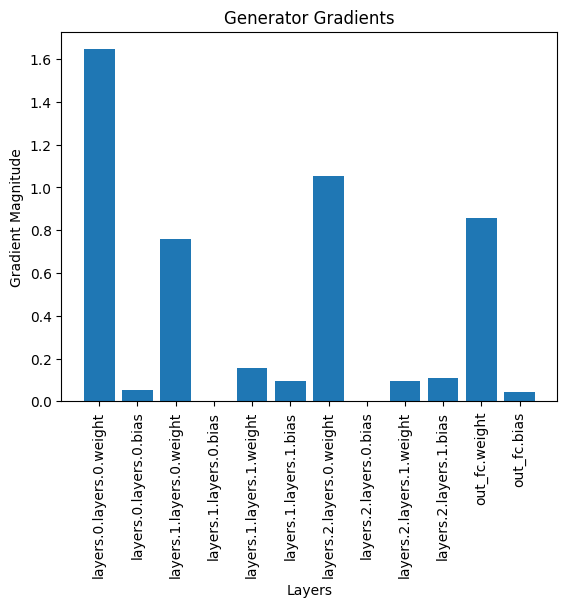 Generator Gradients
Gradient Magnitude
1.6
1.4
1.2
1.0
0.8
0.6
0.4
0.2
0.0
layers.0.layers.0.weight
layers.0.layers.0.bias
layers.1.layers.0.weight
layers.1.layers.0.bias
layers.1.layers.1.weight
layers.1.layers.1.bias
layers.2.layers.0.weight
layers.2.layers.0.bias
layers.2.layers.1.weight
layers.2.layers.1.bias
out_fc.weight
out_fc.bias
Layers